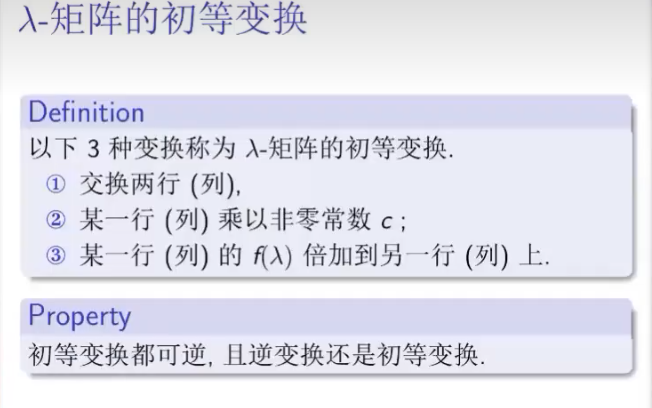 λ-矩阵的初等变换
Definition
以下 3 种变换称为 λ-矩阵的初等变换.
① 交换两行 (列),
② 某一行 (列) 乘以非零常数 c ;
③ 某一行 (列) 的 f(λ) 倍加到另一行 (列) 上.
Property
初等变换都可逆, 且逆变换还是初等变换.